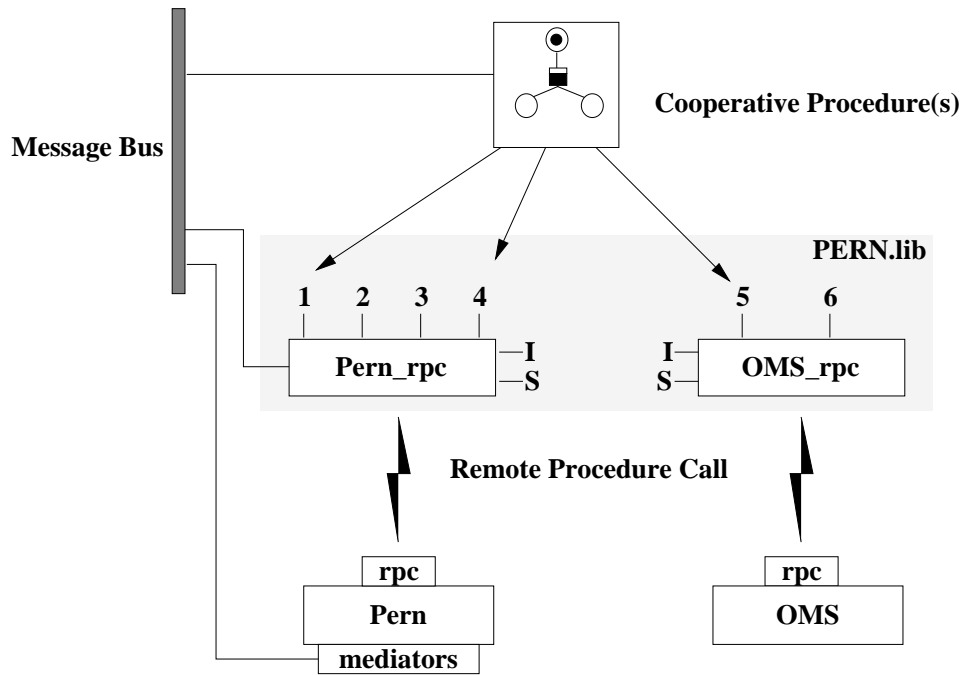 Cooperative Procedure(s)
Message Bus
PERN.lib
1 2 3 4 5 6
I I
Pern_rpc OMS_rpc
S S
Remote Procedure Call
rpc rpc
Pern OMS
mediators